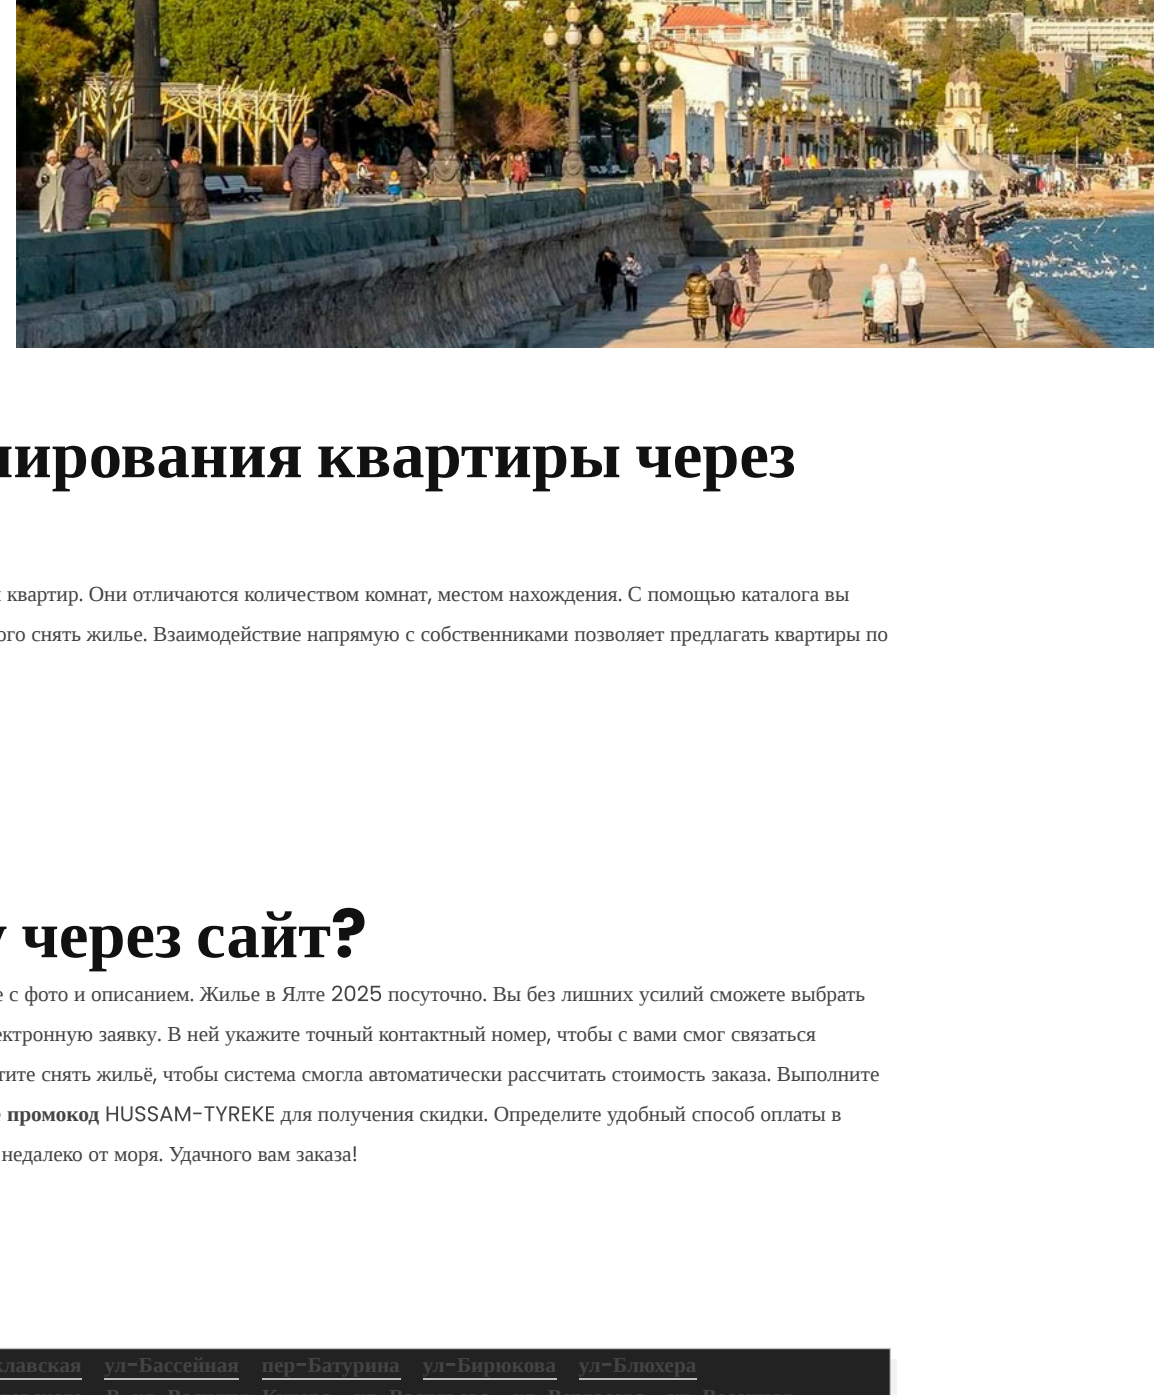 ирования квартиры через
квартир. Они отличаются количеством комнат, местом нахождения. С помощью каталога вы
ого снять жилье. Взаимодействие напрямую с собственниками позволяет предлагать квартиры по
у через сайт?
е с фото и описанием. Жилье в Ялте 2025 посуточно. Вы без лишних усилий сможете выбрать
ектронную заявку. В ней укажите точный контактный номер, чтобы с вами смог связаться
тите снять жильё, чтобы система смогла автоматически рассчитать стоимость заказа. Выполните
промокод HUSSAM-TYREKE для получения скидки. Определите удобный способ оплаты в
недалеко от моря. Удачного вам заказа!
клавская ул-Бассейная пер-Батурина ул-Бирюкова ул-Блюхера